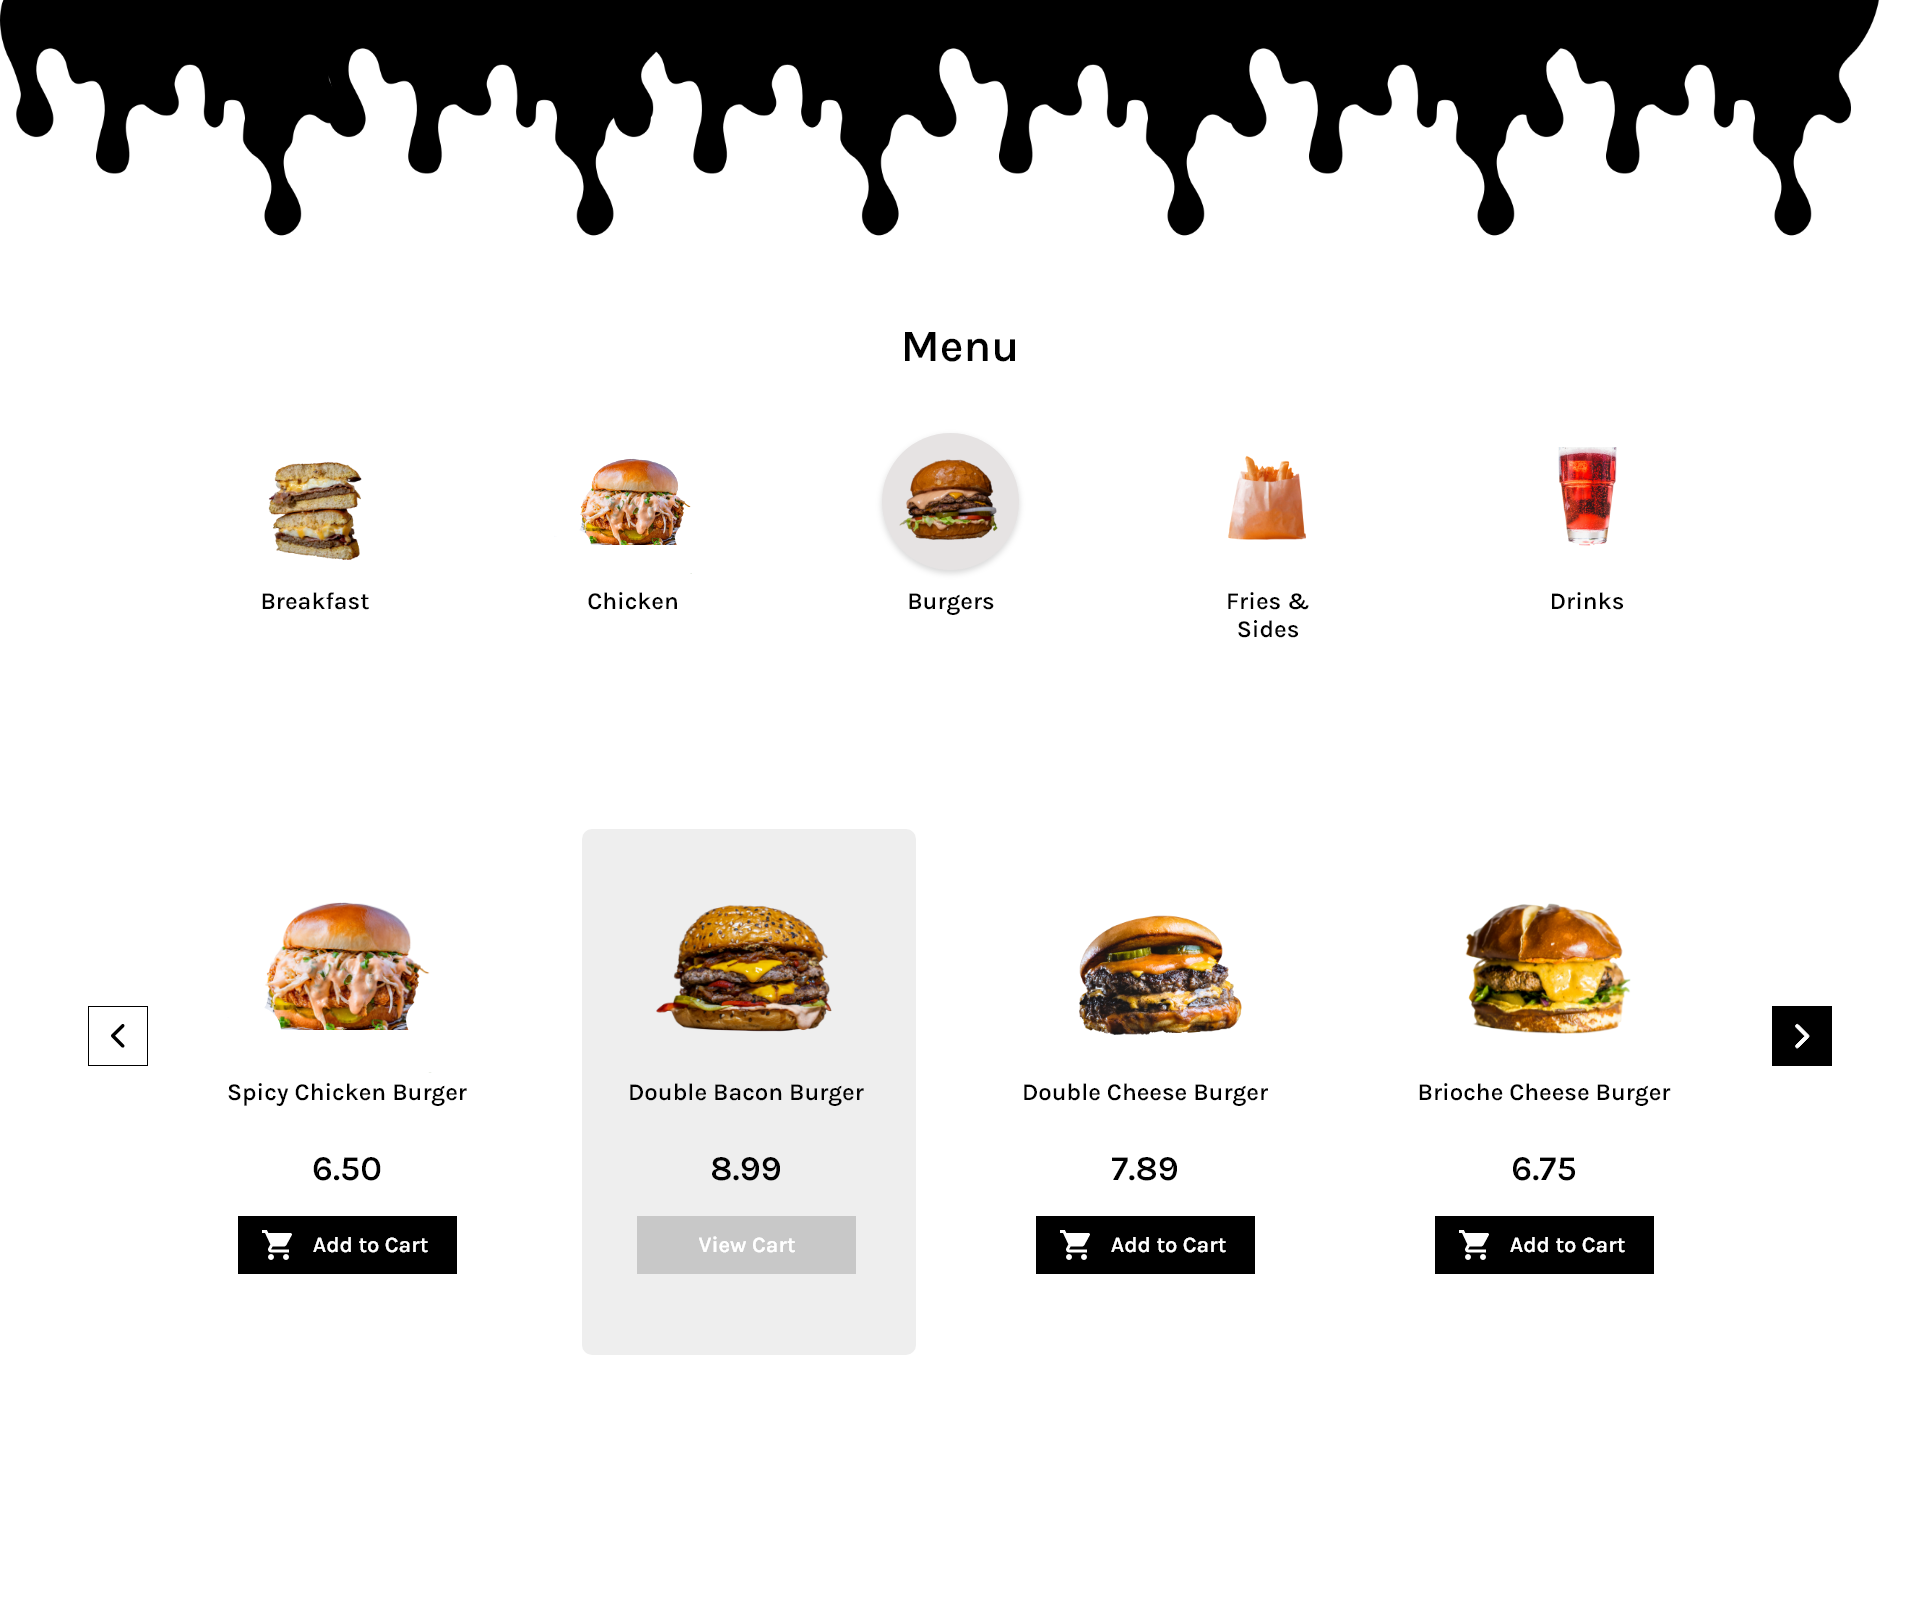 Menu
Breakfast
Chicken
Burgers
Fries &
Sides
Drinks
Spicy Chicken Burger
Double Bacon Burger
Double Cheese Burger
Brioche Cheese Burger
6.50
8.99
7.89
6.75
Add to Cart
View Cart
Add to Cart
Add to Cart